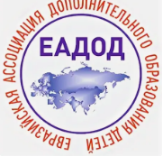 ЕВРАЗИЙСКАЯ АССОЦИАЦИЯ ДОПОЛНИТЕЛЬНОГО ОБРАЗОВАНИЯ ДЕТЕЙ
ЕАДОД